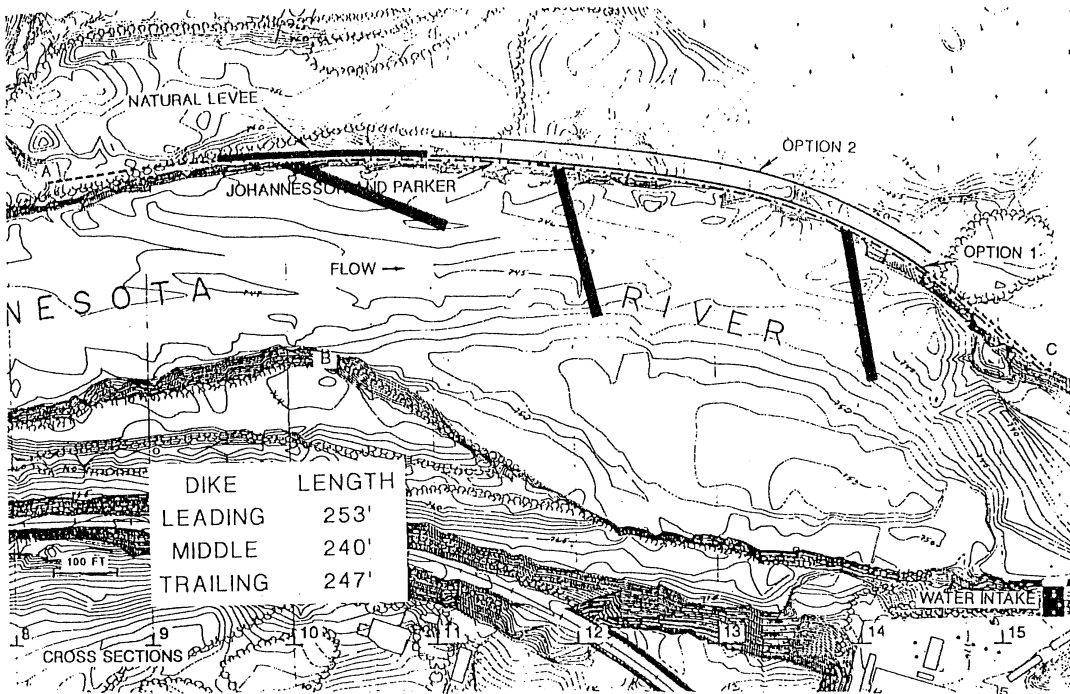 NATURAL LEVEE
OPTION 2
A
JOHANNESSON AND PARKER
OPTION 1
FLOW
NESOTA
RIVER
B
C
DIKE LENGTH
LEADING 253'
MIDDLE 240'
TRAILING 247'
100 FT
WATER INTAKE
8 9 10 11 12 13 14 15
CROSS SECTIONS